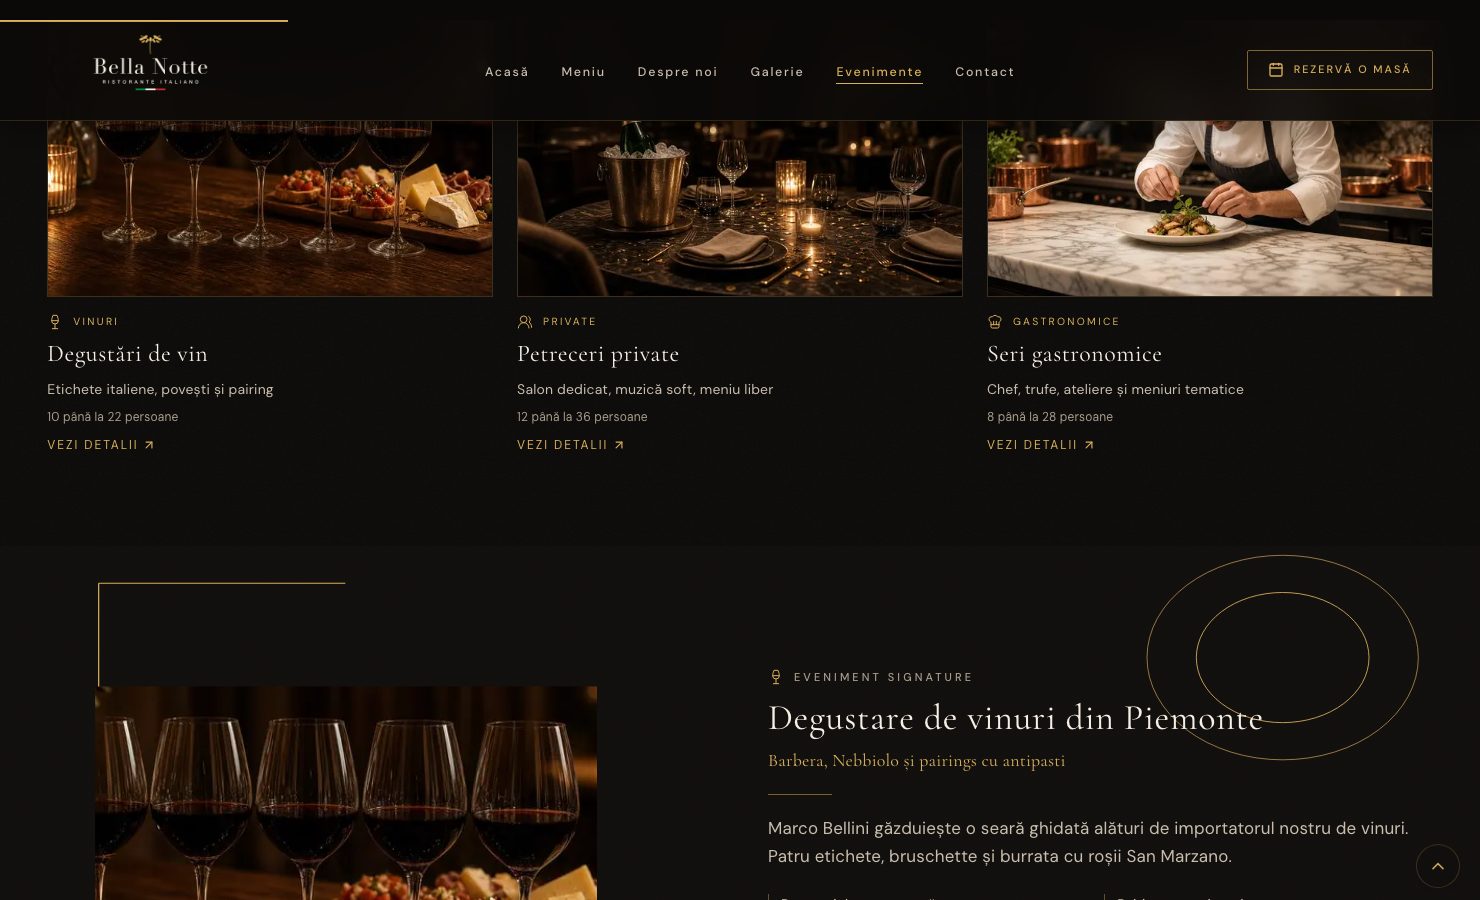 Bella Notte
RISTORANTE ITALIANO
Acasă
Meniu
Despre noi
Galerie
Evenimente
Contact
REZERVĂ O MASĂ
VINURI
Degustări de vin
Etichete italiene, povești și pairing
10 până la 22 persoane
VEZI DETALII
PRIVATE
Petreceri private
Salon dedicat, muzică soft, meniu liber
12 până la 36 persoane
VEZI DETALII
GASTRONOMICE
Seri gastronomice
Chef, trufe, ateliere și meniuri tematice
8 până la 28 persoane
VEZI DETALII
EVENIMENT SIGNATURE
Degustare de vinuri din Piemonte
Barbera, Nebbiolo și pairings cu antipasti
Marco Bellini găzduiește o seară ghidată alături de importatorul nostru de vinuri.
Patru etichete, bruschette și burrata cu roșii San Marzano.